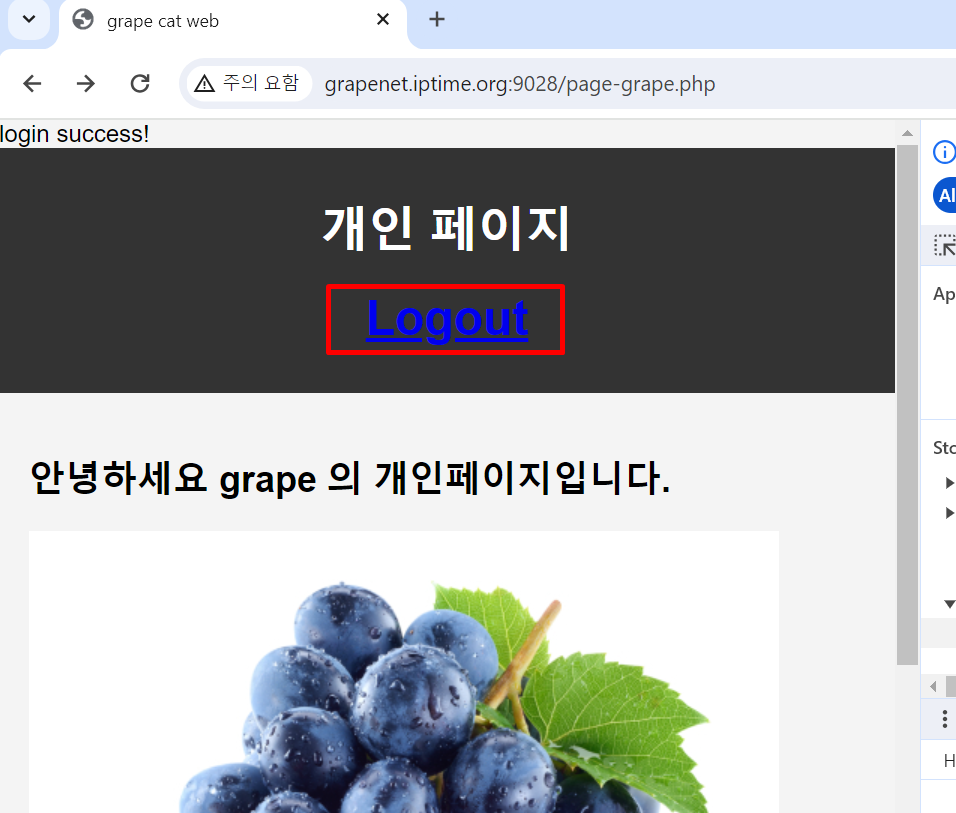 grape cat web
주의 요함 grapenet.iptime.org:9028/page-grape.php
login success!
개인 페이지
Logout
안녕하세요 grape 의 개인페이지입니다.
AI
Ap
Sto
H